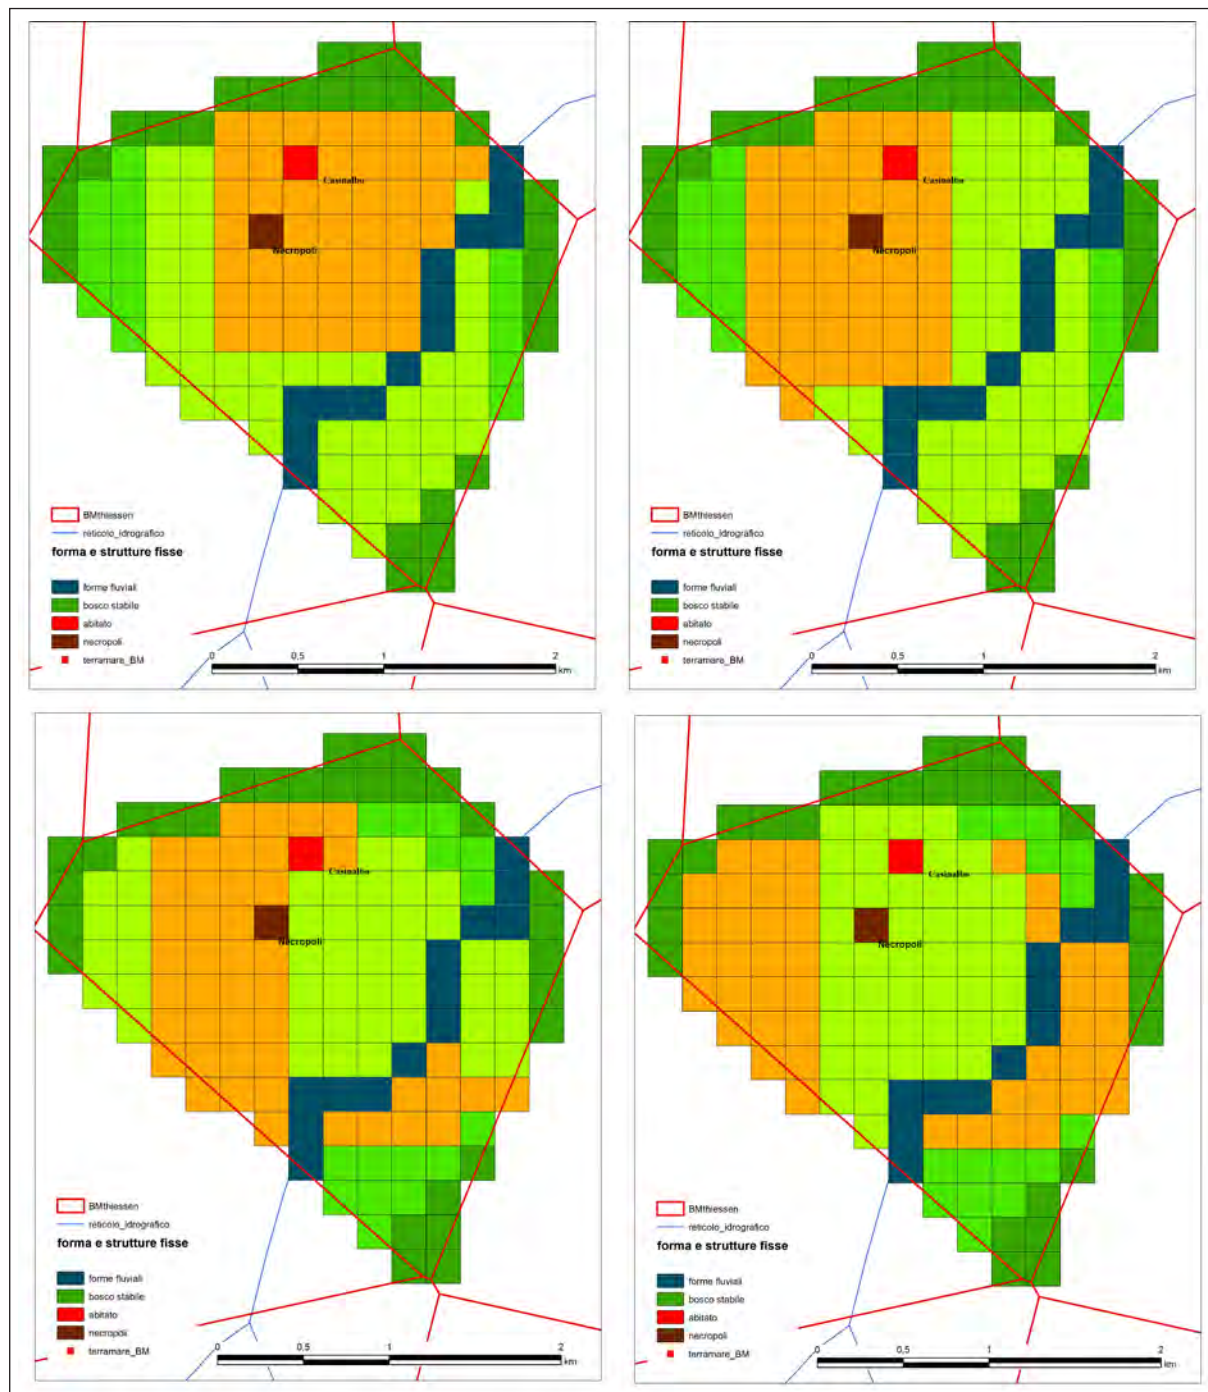 Casinalbo
Necropoli
BMthiessen
reticolo_idrografico
forma e strutture fisse
forme fluviali
bosco stabile
abitato
necropoli
terramare_BM
0 0,5 1 2
km
Casinalbo
Necropoli
BMthiessen
reticolo_idrografico
forma e strutture fisse
forme fluviali
bosco stabile
abitato
necropoli
terramare_BM
0 0,5 1 2
km
Casinalbo
Necropoli
BMthiessen
reticolo_idrografico
forma e strutture fisse
forme fluviali
bosco stabile
abitato
necropoli
terramare_BM
0 0,5 1 2
km
Casinalbo
Necropoli
BMthiessen
reticolo_idrografico
forma e strutture fisse
forme fluviali
bosco stabile
abitato
necropoli
terramare_BM
0 0,5 1 2
km